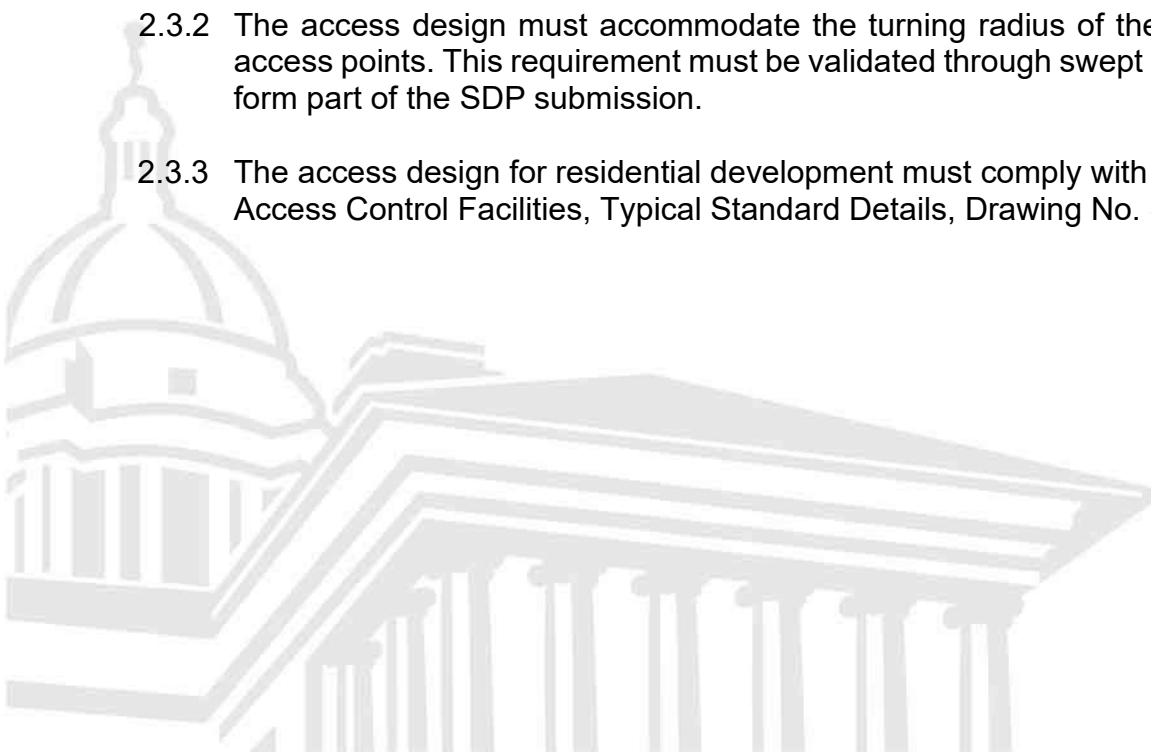 2.3.2 The access design must accommodate the turning radius of the
access points. This requirement must be validated through swept
form part of the SDP submission.
2.3.3 The access design for residential development must comply with
Access Control Facilities, Typical Standard Details, Drawing No.